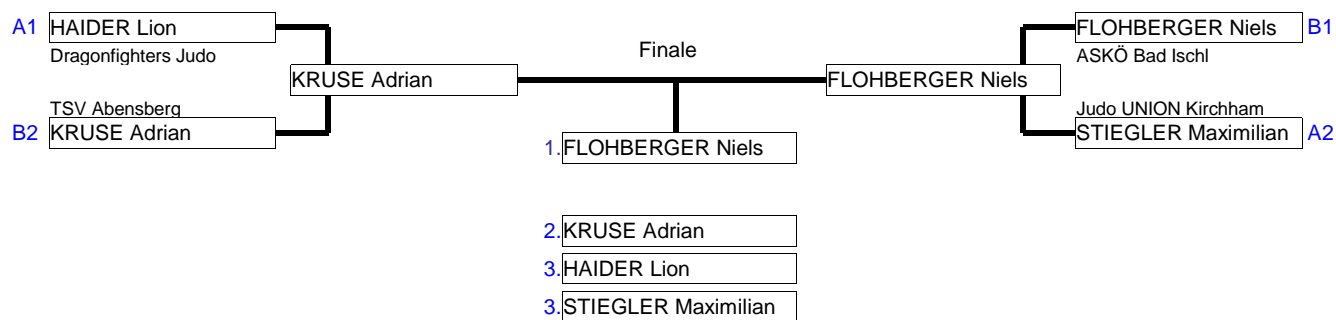 A1 HAIDER Lion
Dragonfighters Judo
TSV Abensberg
B2 KRUSE Adrian
KRUSE Adrian
Finale
FLOHBERGER Niels
FLOHBERGER Niels B1
ASKÖ Bad Ischl
Judo UNION Kirchham
STIEGLER Maximilian A2
1. FLOHBERGER Niels
2. KRUSE Adrian
3. HAIDER Lion
3. STIEGLER Maximilian